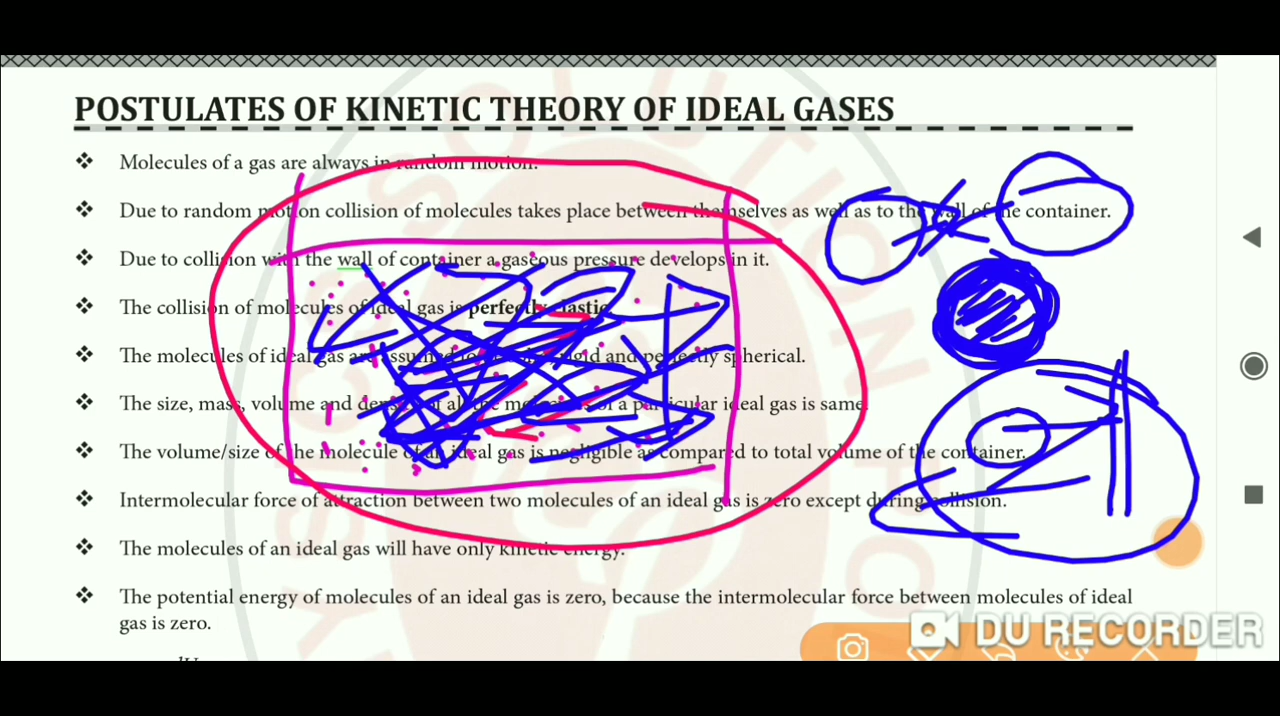 POSTULATES OF KINETIC THEORY OF IDEAL GASES
❖ Molecules of a gas are always in random motion.
❖ Due to random motion collision of molecules takes place between themselves as well as to the wall of the container.
❖ Due to collision with the wall of container a gaseous pressure develops in it.
❖ The collision of molecules of ideal gas is perfectly elastic
❖ The molecules of ideal gas are assumed to rigid and perfectly spherical.
❖ The size, mass, volume and density of all the molecules of a particular ideal gas is same.
❖ The volume/size of the molecule of an ideal gas is negligible as compared to total volume of the container.
❖ Intermolecular force of attraction between two molecules of an ideal gas is zero except during collision.
❖ The molecules of an ideal gas will have only kinetic energy.
❖ The potential energy of molecules of an ideal gas is zero, because the intermolecular force between molecules of ideal
gas is zero.
DU RECORDER